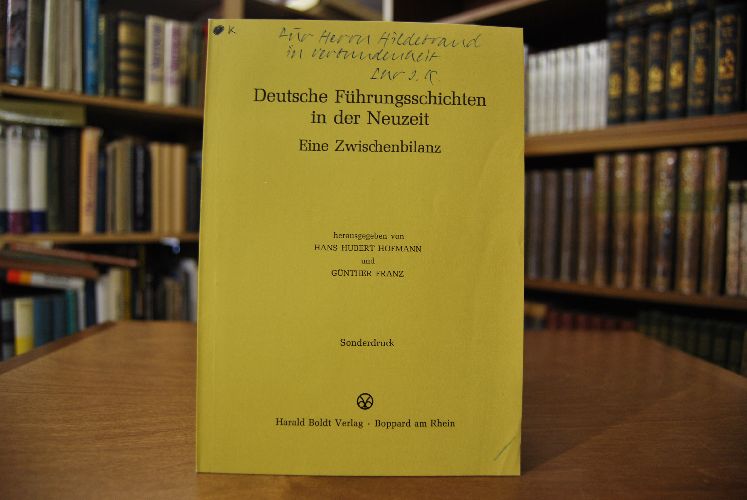 K
Für Herrn Hildebrand
in Verbundenheit
Deutsche Führungsschichten
in der Neuzeit
Eine Zwischenbilanz
herausgegeben von
HANS HUBERT HOFMANN
und
GÜNTHER FRANZ
Sonderdruck
Harald Boldt Verlag · Boppard am Rhein